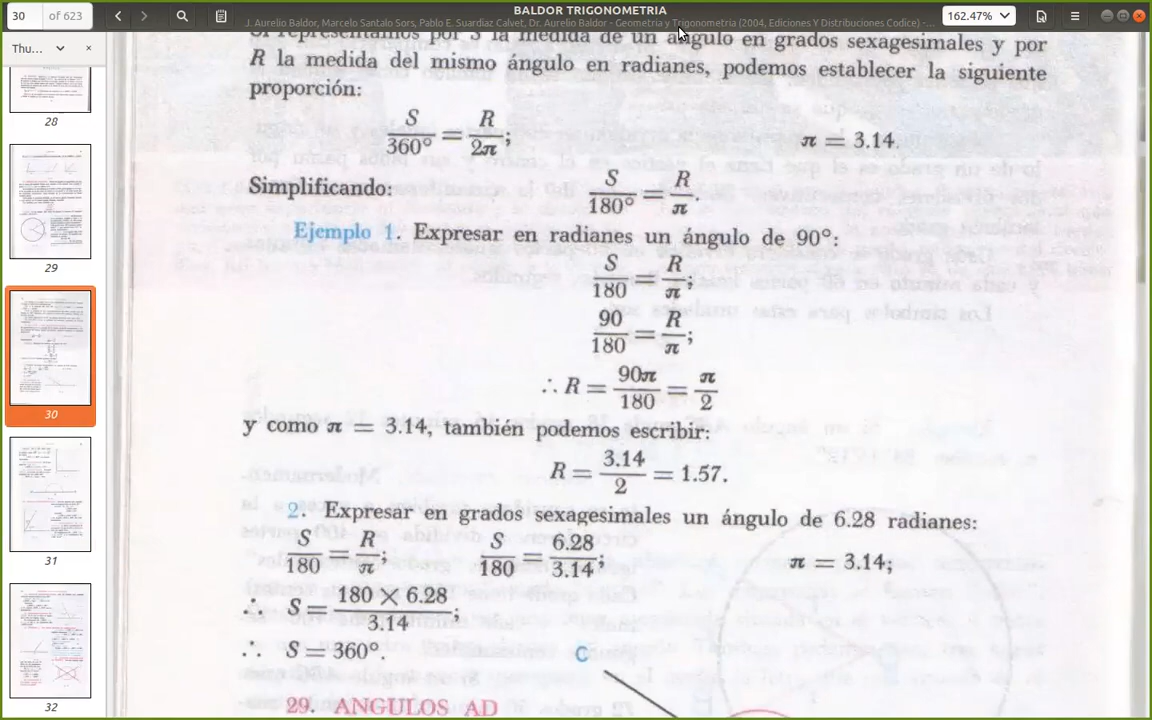 30 of 623
BALDOR TRIGONOMETRIA
J. Aurelio Baldor, Marcelo Santalo Sors, Pablo E. Suardiaz Calvet, Dr. Aurelio Baldor - Geometria y Trigonometria (2004, Ediciones Y Distribuciones Codice) -...
162.47%
Thu...
28
29
30
31
32
Si representamos por S la medida de un ángulo en grados sexagesimales y por
R la medida del mismo ángulo en radianes, podemos establecer la siguiente
proporción:
S/360° = R/2π; π = 3.14.
Simplificando: S/180° = R/π.
Ejemplo 1. Expresar en radianes un ángulo de 90°:
S/180 = R/π;
90/180 = R/π;
∴ R = 90π/180 = π/2
y como π = 3.14, también podemos escribir:
R = 3.14/2 = 1.57.
2. Expresar en grados sexagesimales un ángulo de 6.28 radianes:
S/180 = R/π; S/180 = 6.28/3.14; π = 3.14;
∴ S = 180 × 6.28/3.14;
∴ S = 360°.
C
29. ANGULOS AD